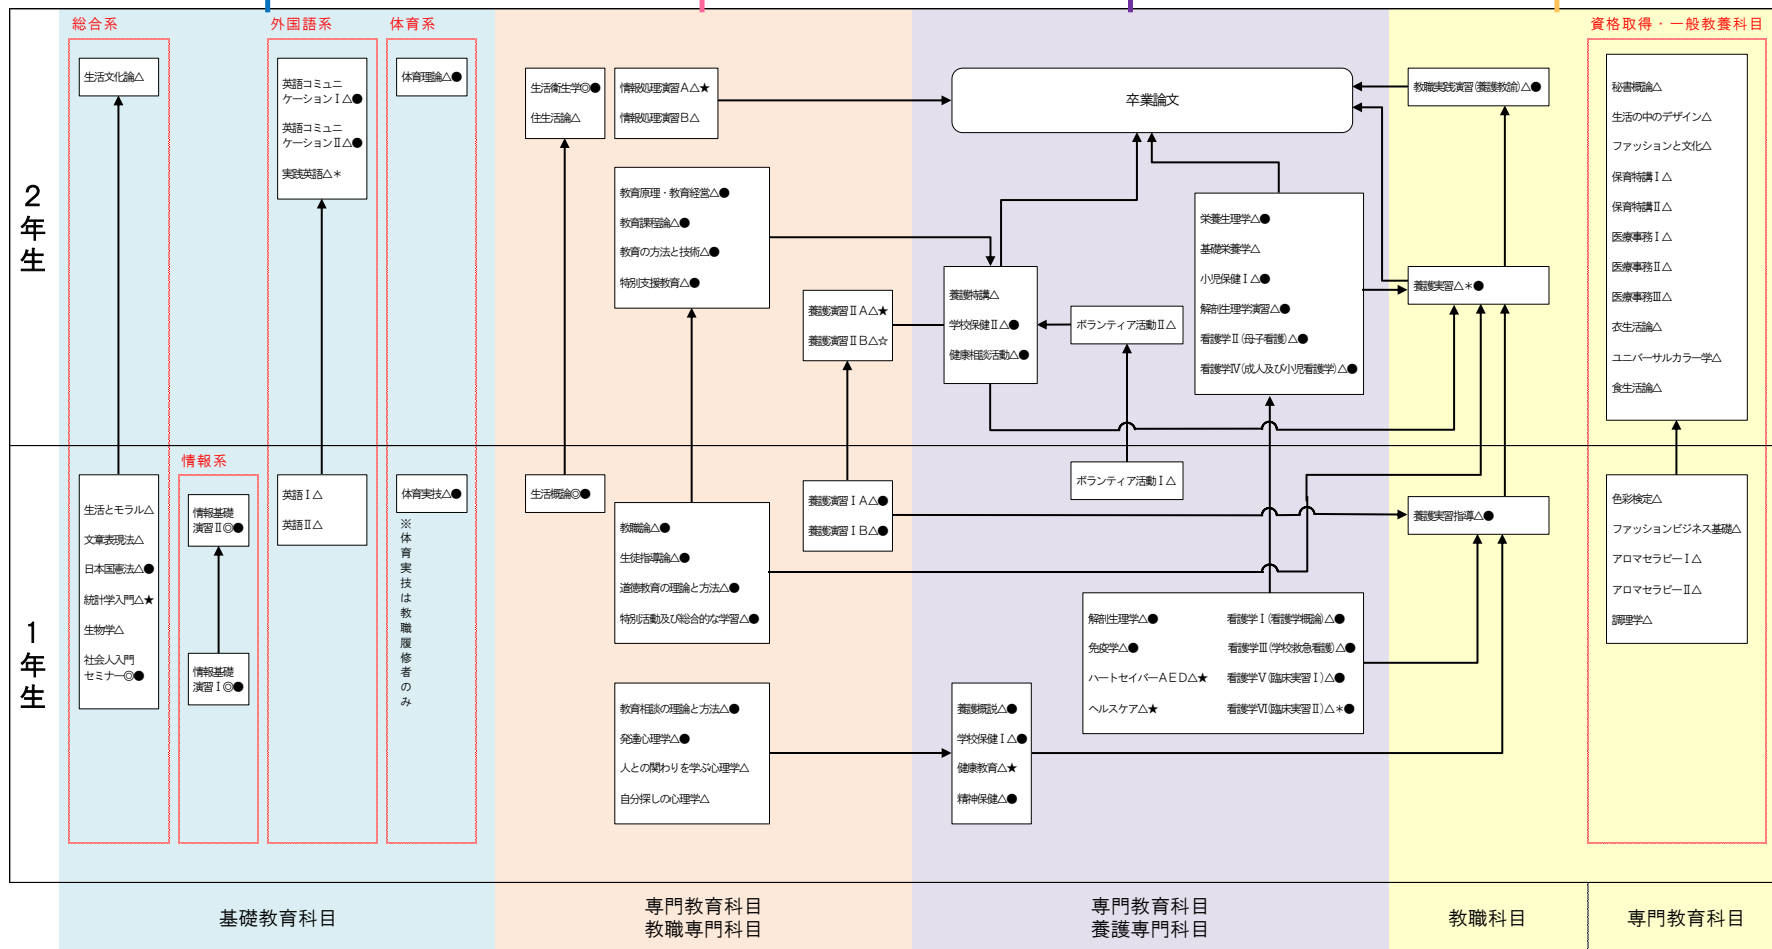 総合系
外国語系
体育系
資格取得・一般教養科目
2年生
生活文化論△
英語コミュニ
ケーションⅠ△●
英語コミュニ
ケーションⅡ△●
実践英語△＊
体育理論△●
生活衛生学◎●
住生活論△
情報処理演習A△★
情報処理演習B△
卒業論文
教職実践演習(養護教諭)△●
教育原理・教育経営△●
教育課程論△●
教育の方法と技術△●
特別支援教育△●
養護演習ⅡA△★
養護演習ⅡB△☆
養護特講△
学校保健Ⅱ△●
健康相談活動△●
ボランティア活動Ⅱ△
栄養生理学△●
基礎栄養学△
小児保健Ⅰ△●
解剖生理学演習△●
看護学Ⅱ(母子看護)△●
看護学Ⅳ(成人及び小児看護学)△●
養護実習△＊●
秘書概論△
生活の中のデザイン△
ファッションと文化△
保育特講Ⅰ△
保育特講Ⅱ△
医療事務Ⅰ△
医療事務Ⅱ△
医療事務Ⅲ△
衣生活論△
ユニバーサルカラー学△
食生活論△
1年生
情報系
生活とモラル△
文章表現法△
日本国憲法△●
統計学入門△★
生物学△
社会人入門
セミナー◎●
情報基礎
演習Ⅱ◎●
情報基礎
演習Ⅰ◎●
英語Ⅰ△
英語Ⅱ△
体育実技△●
※体育実技は教職履修者のみ
生活概論◎●
教職論△●
生徒指導論△●
道徳教育の理論と方法△●
特別活動及び総合的な学習△●
教育相談の理論と方法△●
発達心理学△●
人との関わりを学ぶ心理学△
自分探しの心理学△
養護演習ⅠA△●
養護演習ⅠB△●
ボランティア活動Ⅰ△
養護概説△●
学校保健Ⅰ△●
健康教育△★
精神保健△●
解剖生理学△●
免疫学△●
ハートセイバーAED△★
ヘルスケア△★
看護学Ⅰ(看護学概論)△●
看護学Ⅲ(学校救急看護)△●
看護学Ⅴ(臨床実習Ⅰ)△●
看護学Ⅵ(臨床実習Ⅱ)△＊●
養護実習指導△●
色彩検定△
ファッションビジネス基礎△
アロマセラピーⅠ△
アロマセラピーⅡ△
調理学△
基礎教育科目
専門教育科目
教職専門科目
専門教育科目
養護専門科目
教職科目
専門教育科目